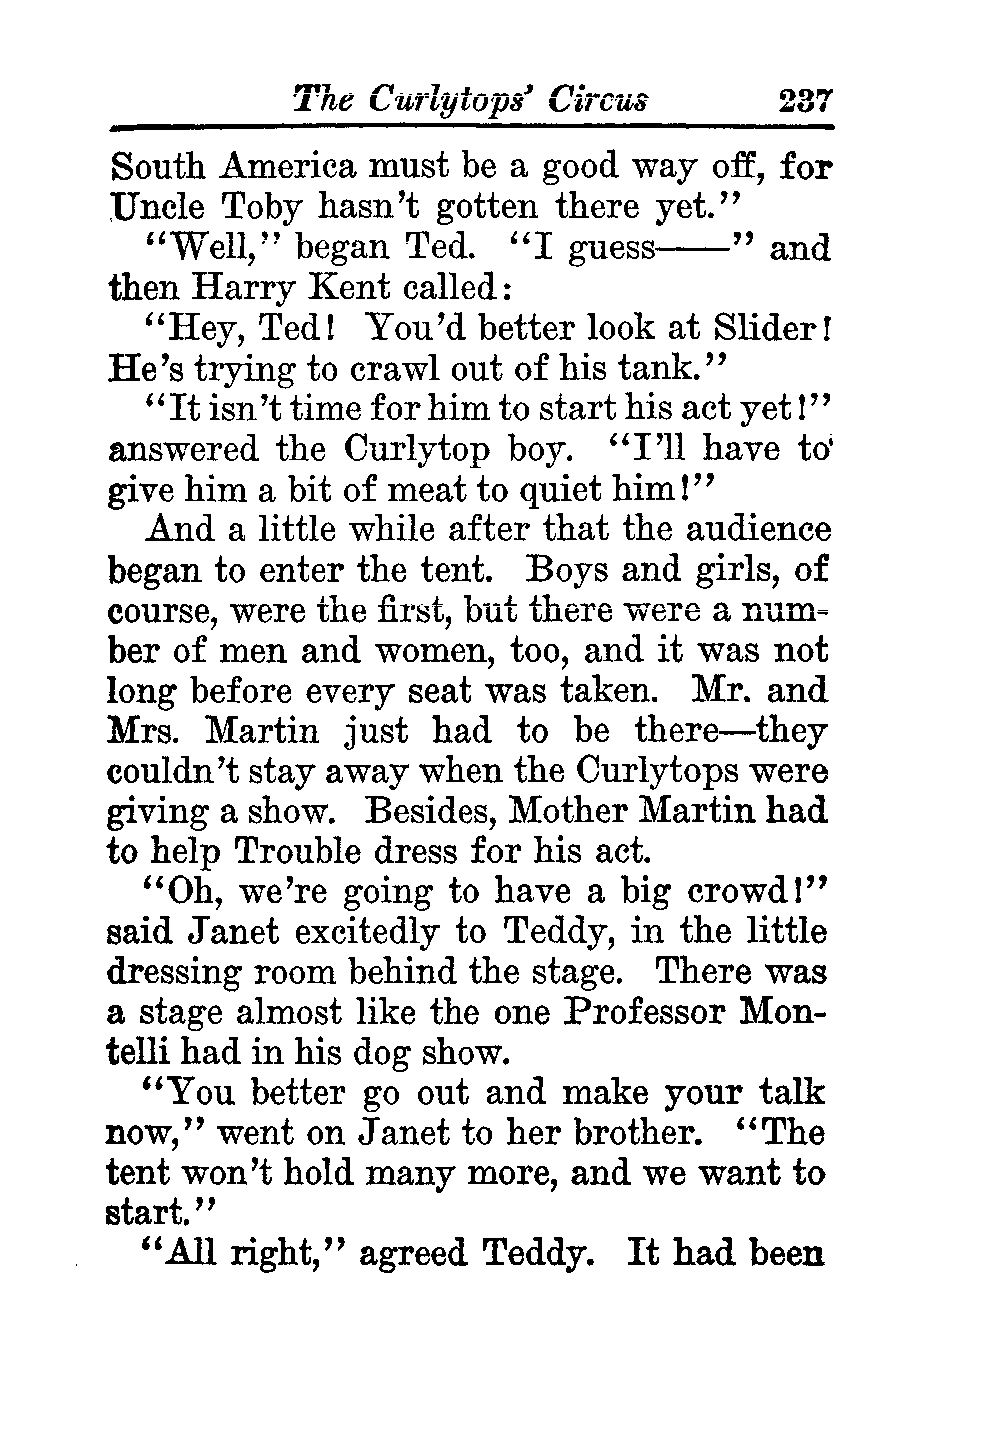 The Curlytops' Circus 237
South America must be a good way off, for
Uncle Toby hasn't gotten there yet."
"Well," began Ted. "I guess——" and
then Harry Kent called:
"Hey, Ted! You'd better look at Slider!
He's trying to crawl out of his tank."
"It isn't time for him to start his act yet!"
answered the Curlytop boy. "I'll have to
give him a bit of meat to quiet him!"
And a little while after that the audience
began to enter the tent. Boys and girls, of
course, were the first, but there were a num-
ber of men and women, too, and it was not
long before every seat was taken. Mr. and
Mrs. Martin just had to be there—they
couldn't stay away when the Curlytops were
giving a show. Besides, Mother Martin had
to help Trouble dress for his act.
"Oh, we're going to have a big crowd!"
said Janet excitedly to Teddy, in the little
dressing room behind the stage. There was
a stage almost like the one Professor Mon-
telli had in his dog show.
"You better go out and make your talk
now," went on Janet to her brother. "The
tent won't hold many more, and we want to
start."
"All right," agreed Teddy. It had been